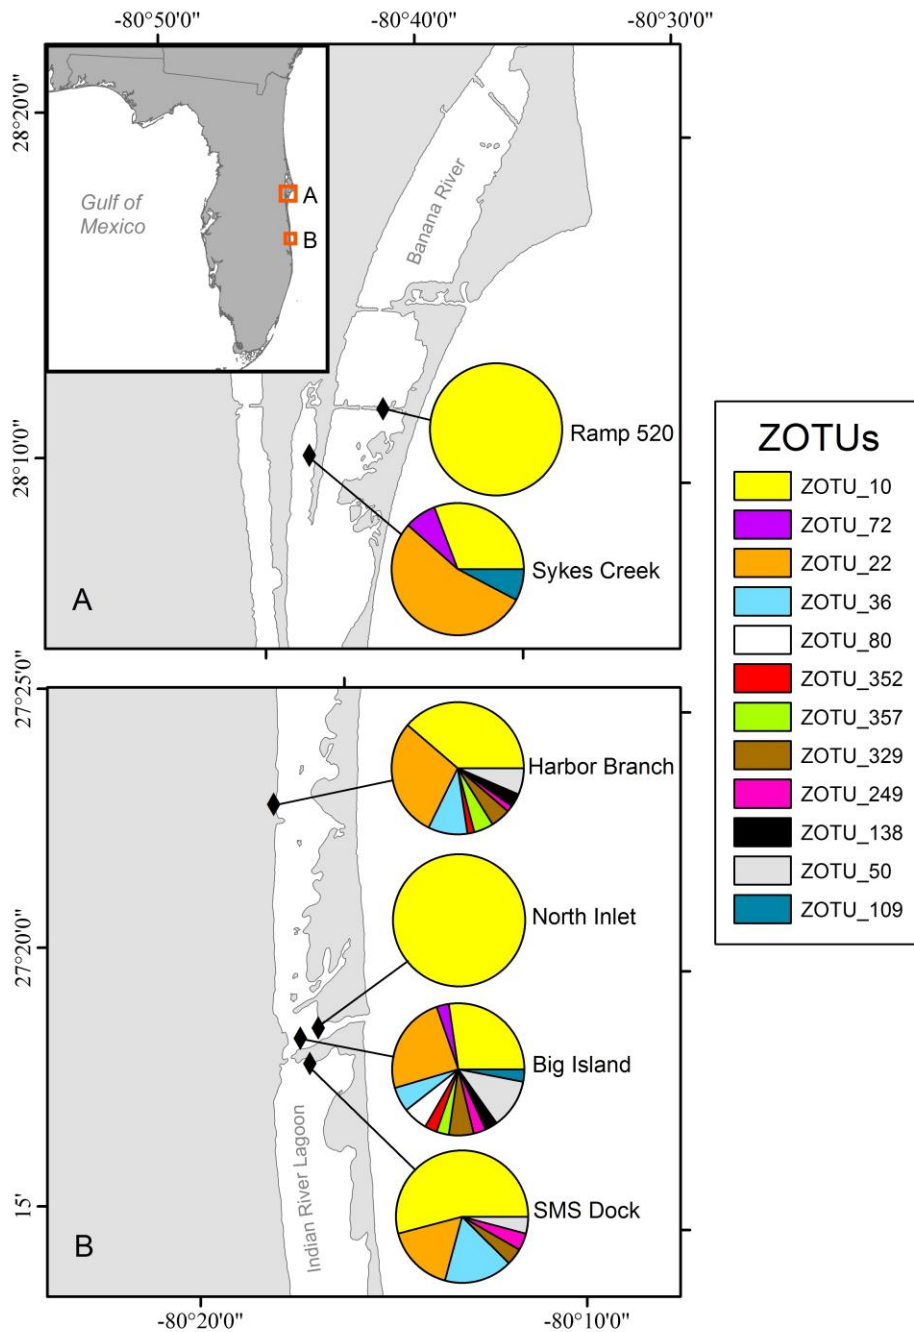 -80°50'0"
-80°40'0"
-80°30'0"
28°20'0"
28°10'0"
Gulf of
Mexico
A
B
Banana River
Ramp 520
Sykes Creek
A
ZOTUs
ZOTU_10
ZOTU_72
ZOTU_22
ZOTU_36
ZOTU_80
ZOTU_352
ZOTU_357
ZOTU_329
ZOTU_249
ZOTU_138
ZOTU_50
ZOTU_109
27°25'0"
27°20'0"
15'
Harbor Branch
North Inlet
Big Island
SMS Dock
Indian River Lagoon
B
-80°20'0"
-80°10'0"